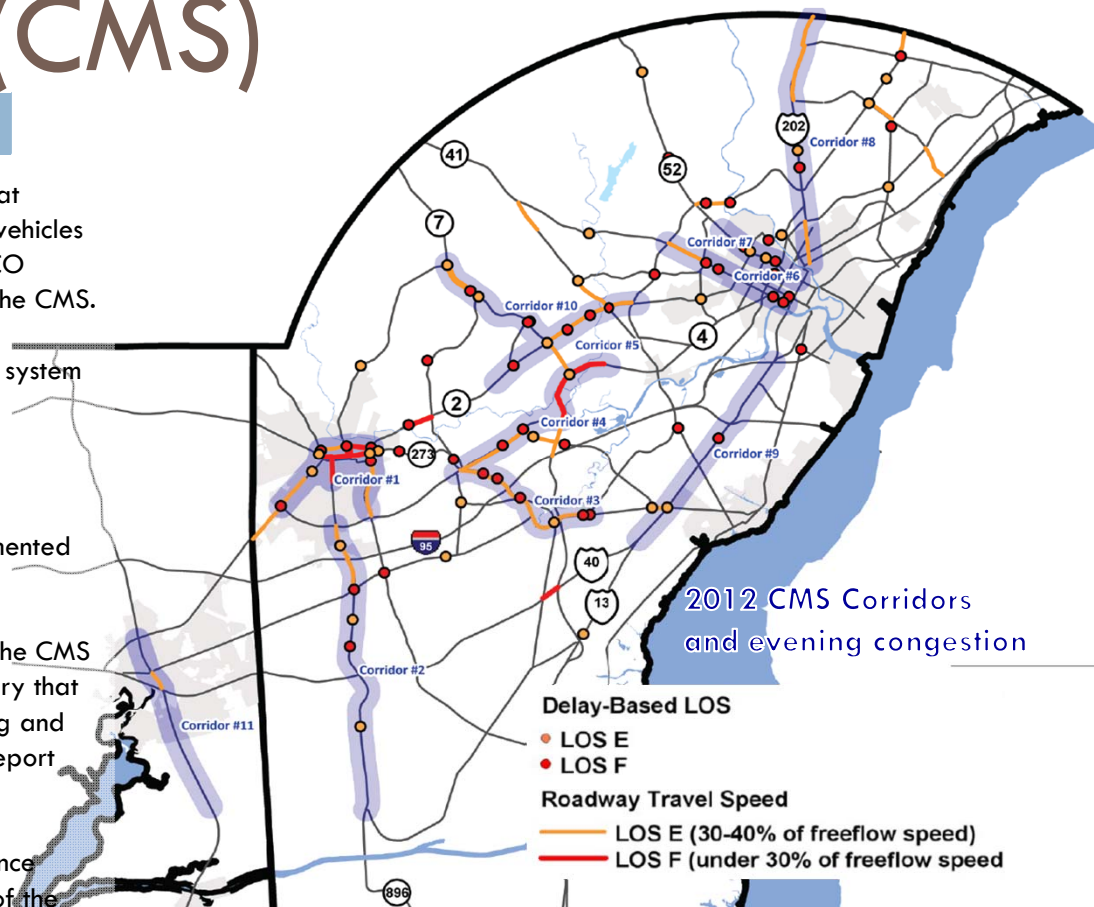 (CMS)
at
vehicles
CO
he CMS.
system
nented
he CMS
ry that
g and
eport
nce
of the
41
7
52
202
Corridor #8
Corridor #7
Corridor #6
Corridor #10
Corridor #5
4
2
Corridor #4
273
Corridor #1
Corridor #9
Corridor #3
95
40
13
2012 CMS Corridors
and evening congestion
Corridor #2
Corridor #11
896
Delay-Based LOS
LOS E
LOS F
Roadway Travel Speed
LOS E (30-40% of freeflow speed)
LOS F (under 30% of freeflow speed